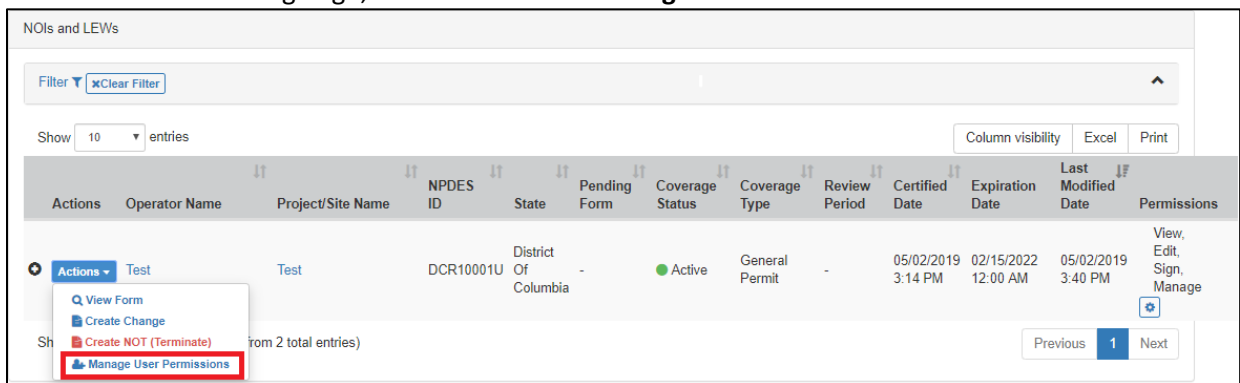 NOIs and LEWs
Filter Clear Filter
Show 10 entries
Column visibility Excel Print
Actions Operator Name Project/Site Name NPDES ID State Pending Form Coverage Status Coverage Type Review Period Certified Date Expiration Date Last Modified Date Permissions
Actions Test Test DCR10001U District Of Columbia - Active General Permit - 05/02/2019 3:14 PM 02/15/2022 12:00 AM 05/02/2019 3:40 PM View, Edit, Sign, Manage
View Form
Create Change
Create NOT (Terminate)
Manage User Permissions
Sh
from 2 total entries)
Previous 1 Next